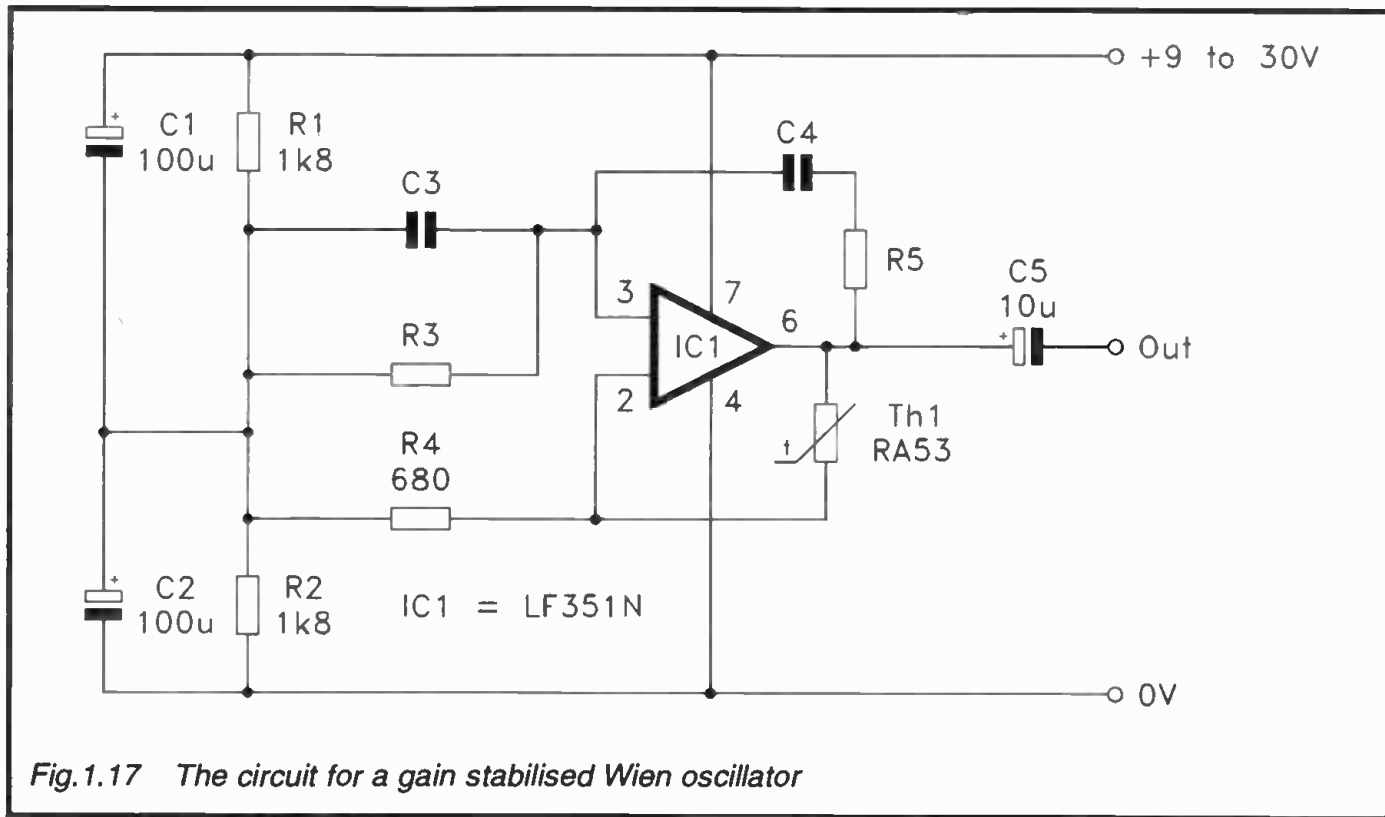 +9 to 30V
+
C1
100u
R1
1k8
C3
C4
R5
C5
10u
+
Out
3
7
6
IC1
2
4
R3
Th1
RA53
t
R4
680
+
C2
100u
R2
1k8
IC1 = LF351N
0V
Fig.1.17 The circuit for a gain stabilised Wien oscillator